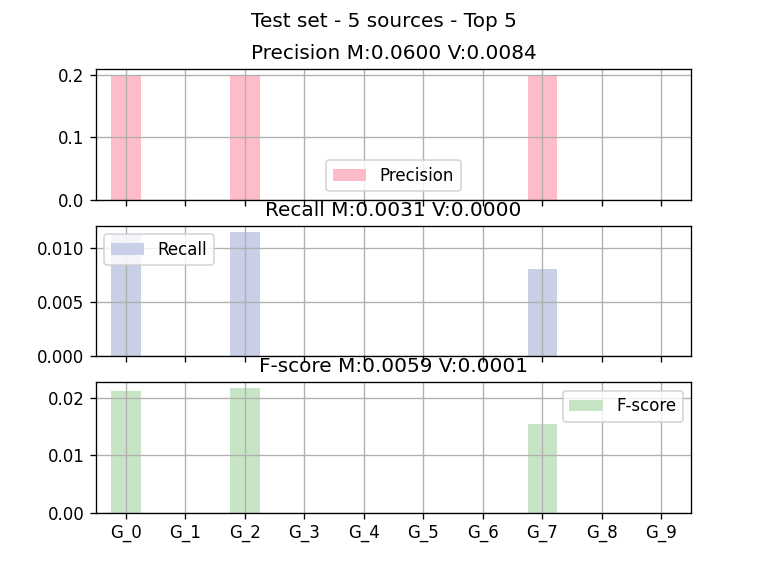 Test set - 5 sources - Top 5
Precision M:0.0600 V:0.0084
0.2
0.1
0.0
Precision
Recall M:0.0031 V:0.0000
0.010
0.005
0.000
Recall
F-score M:0.0059 V:0.0001
0.02
0.01
0.00
F-score
G_0 G_1 G_2 G_3 G_4 G_5 G_6 G_7 G_8 G_9